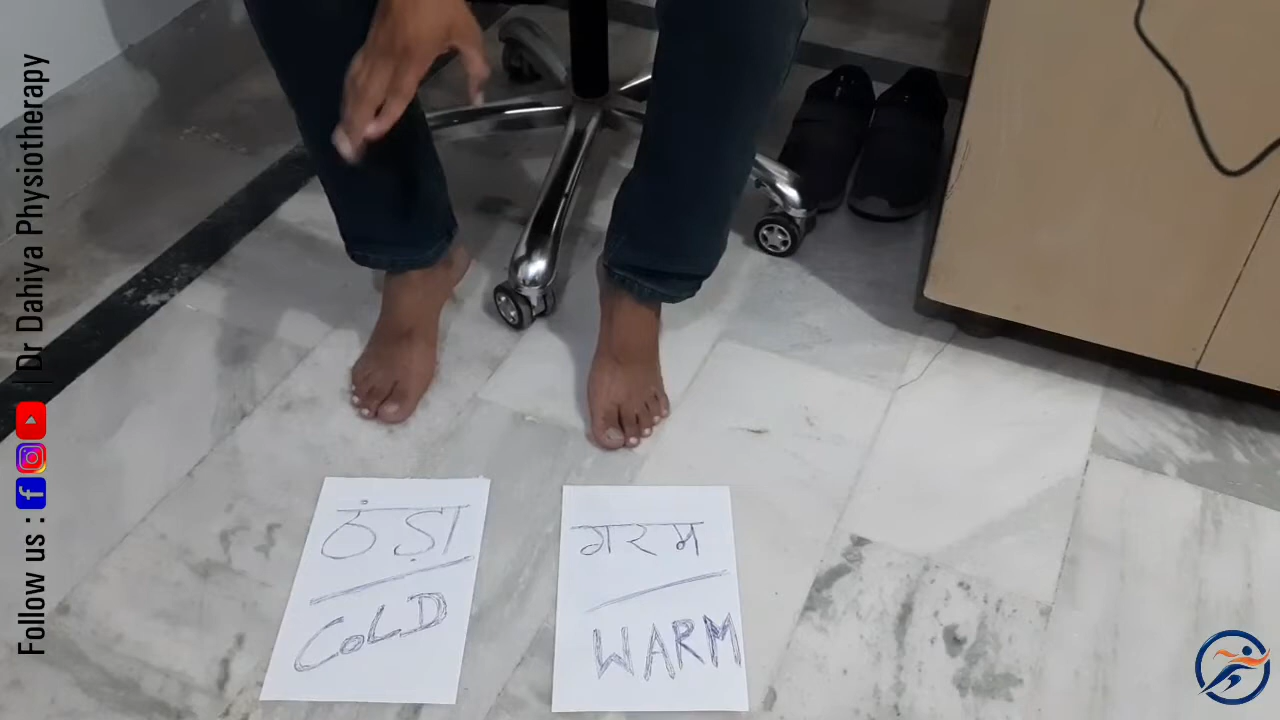 Follow us : | Dr Dahiya Physiotherapy
ठंड़ा
COLD
गरम
WARM